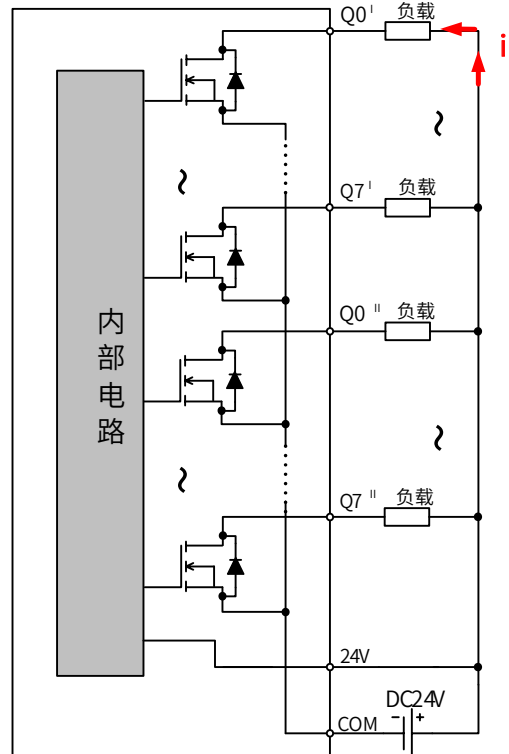 Q0 I 负载
i
Q7 I 负载
Q0 II 负载
内
部
电
路
Q7 II 负载
24V
DC24V
COM
- +